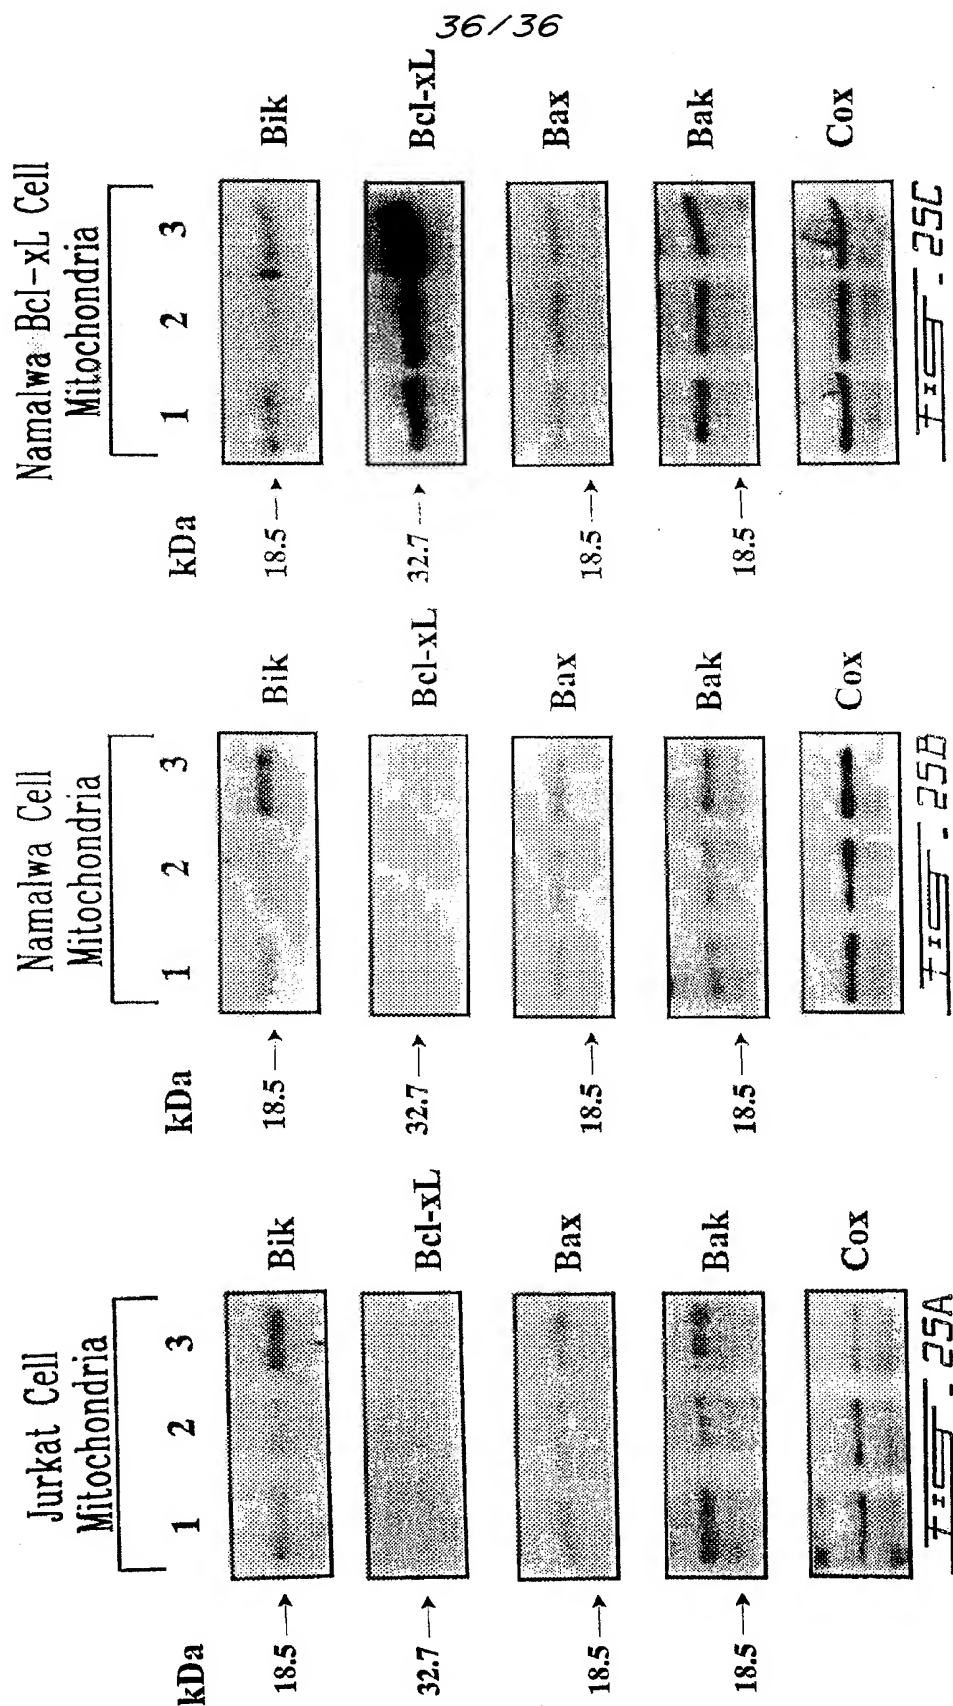 36/36
Jurkat Cell
Mitochondria
kDa
1 2 3
18.5 → Bik
32.7 → Bcl-xL
Bax
18.5 →
Bak
18.5 →
Cox
FIG - 25A
Namalwa Cell
Mitochondria
kDa
1 2 3
18.5 → Bik
32.7 → Bcl-xL
Bax
18.5 →
Bak
18.5 →
Cox
FIG - 25B
Namalwa Bcl-xL Cell
Mitochondria
kDa
1 2 3
18.5 → Bik
32.7 → Bcl-xL
Bax
18.5 →
Bak
18.5 →
Cox
FIG - 25C